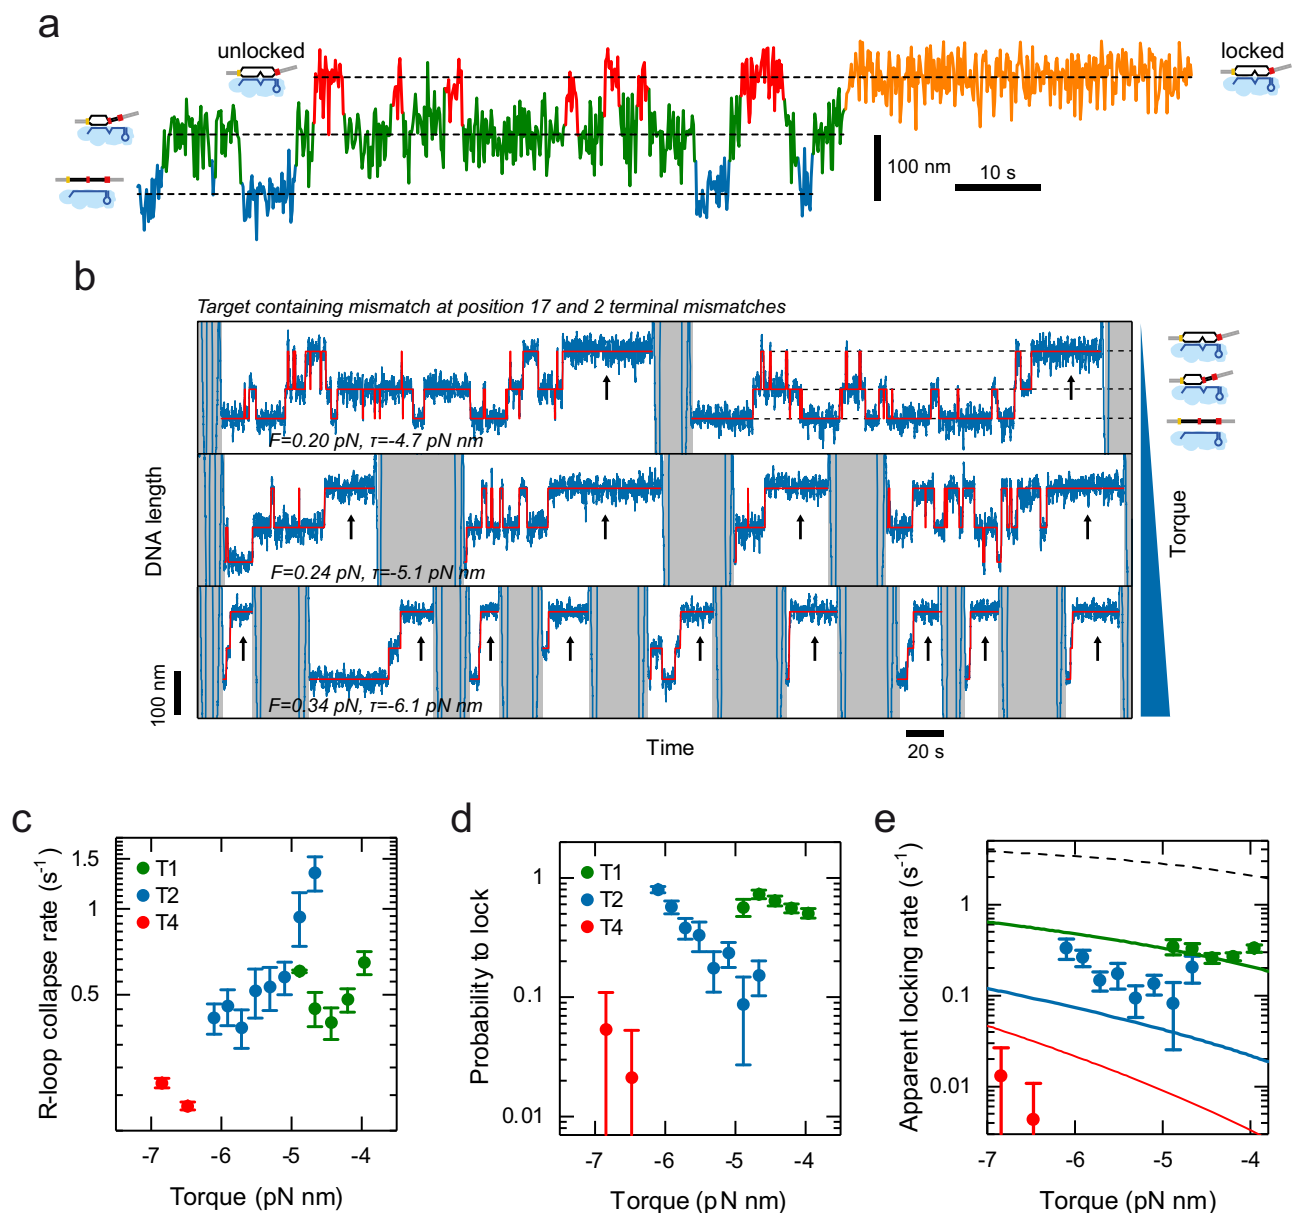 a
unlocked
locked
100 nm
10 s
b
Target containing mismatch at position 17 and 2 terminal mismatches
F=0.20 pN, τ=-4.7 pN nm
F=0.24 pN, τ=-5.1 pN nm
F=0.34 pN, τ=-6.1 pN nm
DNA length
100 nm
Time
20 s
Torque
c
R-loop collapse rate (s⁻¹)
1.5
1
0.5
T1
T2
T4
-7 -6 -5 -4
Torque (pN nm)
d
Probability to lock
1
0.1
0.01
T1
T2
T4
-7 -6 -5 -4
Torque (pN nm)
e
Apparent locking rate (s⁻¹)
1
0.1
0.01
-7 -6 -5 -4
Torque (pN nm)